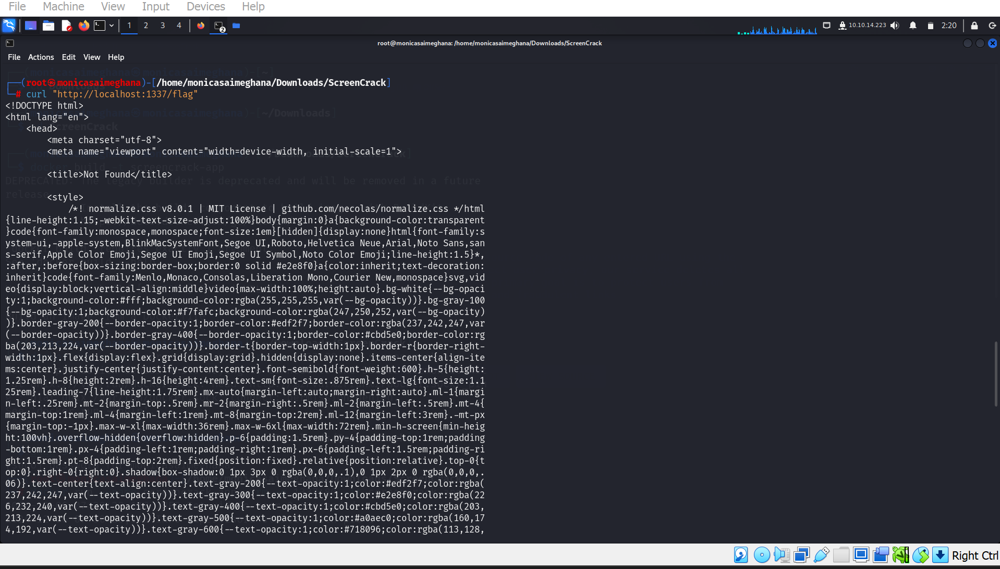 File Machine View Input Devices Help
1 2 3 4 2 10.10.14.223 2:20
root@monicasaimeghana: /home/monicasaimeghana/Downloads/ScreenCrack
File Actions Edit View Help
(monicasaimeghana㉿monicasaimeghana)-[~]
(root㉿monicasaimeghana)-[/home/monicasaimeghana/Downloads/ScreenCrack]
# curl "http://localhost:1337/flag"
<!DOCTYPE html>
<html lang="en">
<head>
<meta charset="utf-8">
<meta name="viewport" content="width=device-width, initial-scale=1">
docker build -t screencrack-app
<title>Not Found</title>
DEPRECATED: The legacy builder is deprecated and will be removed in a future
release
<style>
/*! normalize.css v8.0.1 | MIT License | github.com/necolas/normalize.css */html
{line-height:1.15;-webkit-text-size-adjust:100%}body{margin:0}a{background-color:transparent
}code{font-family:monospace,monospace;font-size:1em}[hidden]{display:none}html{font-family:s
ystem-ui,-apple-system,BlinkMacSystemFont,Segoe UI,Roboto,Helvetica Neue,Arial,Noto Sans,san
s-serif,Apple Color Emoji,Segoe UI Emoji,Segoe UI Symbol,Noto Color Emoji;line-height:1.5}*,
:after,:before{box-sizing:border-box;border:0 solid #e2e8f0}a{color:inherit;text-decoration:
inherit}code{font-family:Menlo,Monaco,Consolas,Liberation Mono,Courier New,monospace}svg,vid
eo{display:block;vertical-align:middle}video{max-width:100%;height:auto}.bg-white{--bg-opaci
ty:1;background-color:#fff;background-color:rgba(255,255,255,var(--bg-opacity))}.bg-gray-100
{--bg-opacity:1;background-color:#f7fafc;background-color:rgba(247,250,252,var(--bg-opacity)
)}.border-gray-200{--border-opacity:1;border-color:#edf2f7;border-color:rgba(237,242,247,var
(--border-opacity))}.border-gray-400{--border-opacity:1;border-color:#cbd5e0;border-color:rg
ba(203,213,224,var(--border-opacity))}.border-t{border-top-width:1px}.border-r{border-right-
width:1px}.flex{display:flex}.grid{display:grid}.hidden{display:none}.items-center{align-ite
ms:center}.justify-center{justify-content:center}.font-semibold{font-weight:600}.h-5{height:
1.25rem}.h-8{height:2rem}.h-16{height:4rem}.text-sm{font-size:.875rem}.text-lg{font-size:1.1
25rem}.leading-7{line-height:1.75rem}.mx-auto{margin-left:auto;margin-right:auto}.ml-1{margi
n-left:.25rem}.mt-2{margin-top:.5rem}.mr-2{margin-right:.5rem}.ml-2{margin-left:.5rem}.mt-4{
margin-top:1rem}.ml-4{margin-left:1rem}.mt-8{margin-top:2rem}.ml-12{margin-left:3rem}.-mt-px
{margin-top:-1px}.max-w-xl{max-width:36rem}.max-w-6xl{max-width:72rem}.min-h-screen{min-heig
ht:100vh}.overflow-hidden{overflow:hidden}.p-6{padding:1.5rem}.py-4{padding-top:1rem;padding
-bottom:1rem}.px-4{padding-left:1rem;padding-right:1rem}.px-6{padding-left:1.5rem;padding-ri
ght:1.5rem}.pt-8{padding-top:2rem}.fixed{position:fixed}.relative{position:relative}.top-0{t
op:0}.right-0{right:0}.shadow{box-shadow:0 1px 3px 0 rgba(0,0,0,.1),0 1px 2px 0 rgba(0,0,0,.
06)}.text-center{text-align:center}.text-gray-200{--text-opacity:1;color:#edf2f7;color:rgba(
237,242,247,var(--text-opacity))}.text-gray-300{--text-opacity:1;color:#e2e8f0;color:rgba(22
6,232,240,var(--text-opacity))}.text-gray-400{--text-opacity:1;color:#cbd5e0;color:rgba(203,
213,224,var(--text-opacity))}.text-gray-500{--text-opacity:1;color:#a0aec0;color:rgba(160,17
4,192,var(--text-opacity))}.text-gray-600{--text-opacity:1;color:#718096;color:rgba(113,128,
Right Ctrl